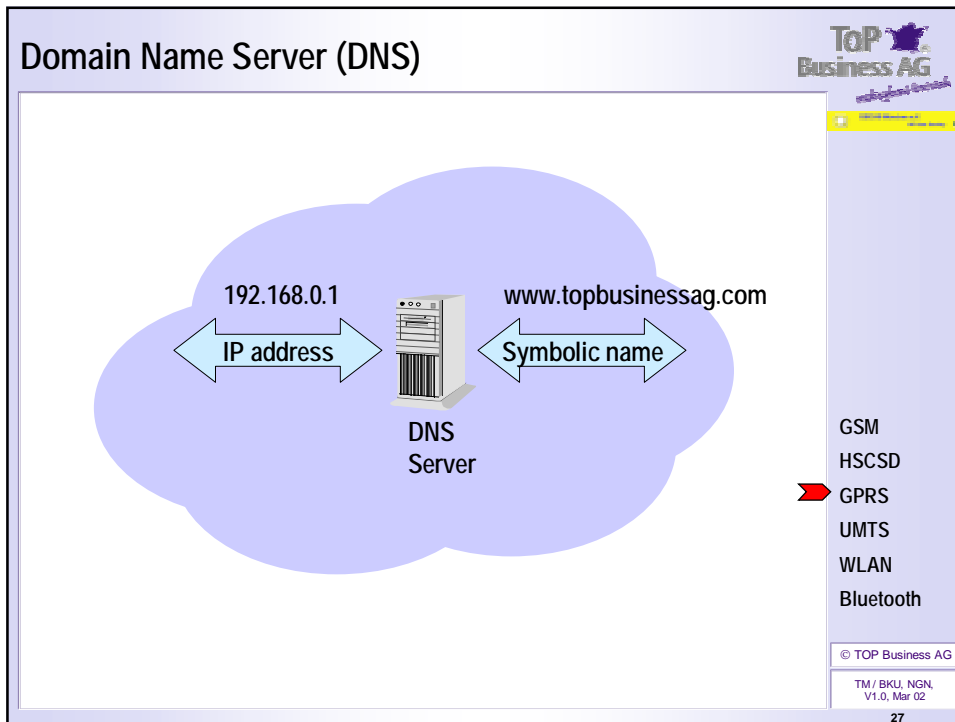 Domain Name Server (DNS)
ToP
Business AG
192.168.0.1
www.topbusinessag.com
IP address
Symbolic name
DNS
Server
GSM
HSCSD
GPRS
UMTS
WLAN
Bluetooth
© TOP Business AG
TM / BKU, NGN,
V1.0, Mar 02
27